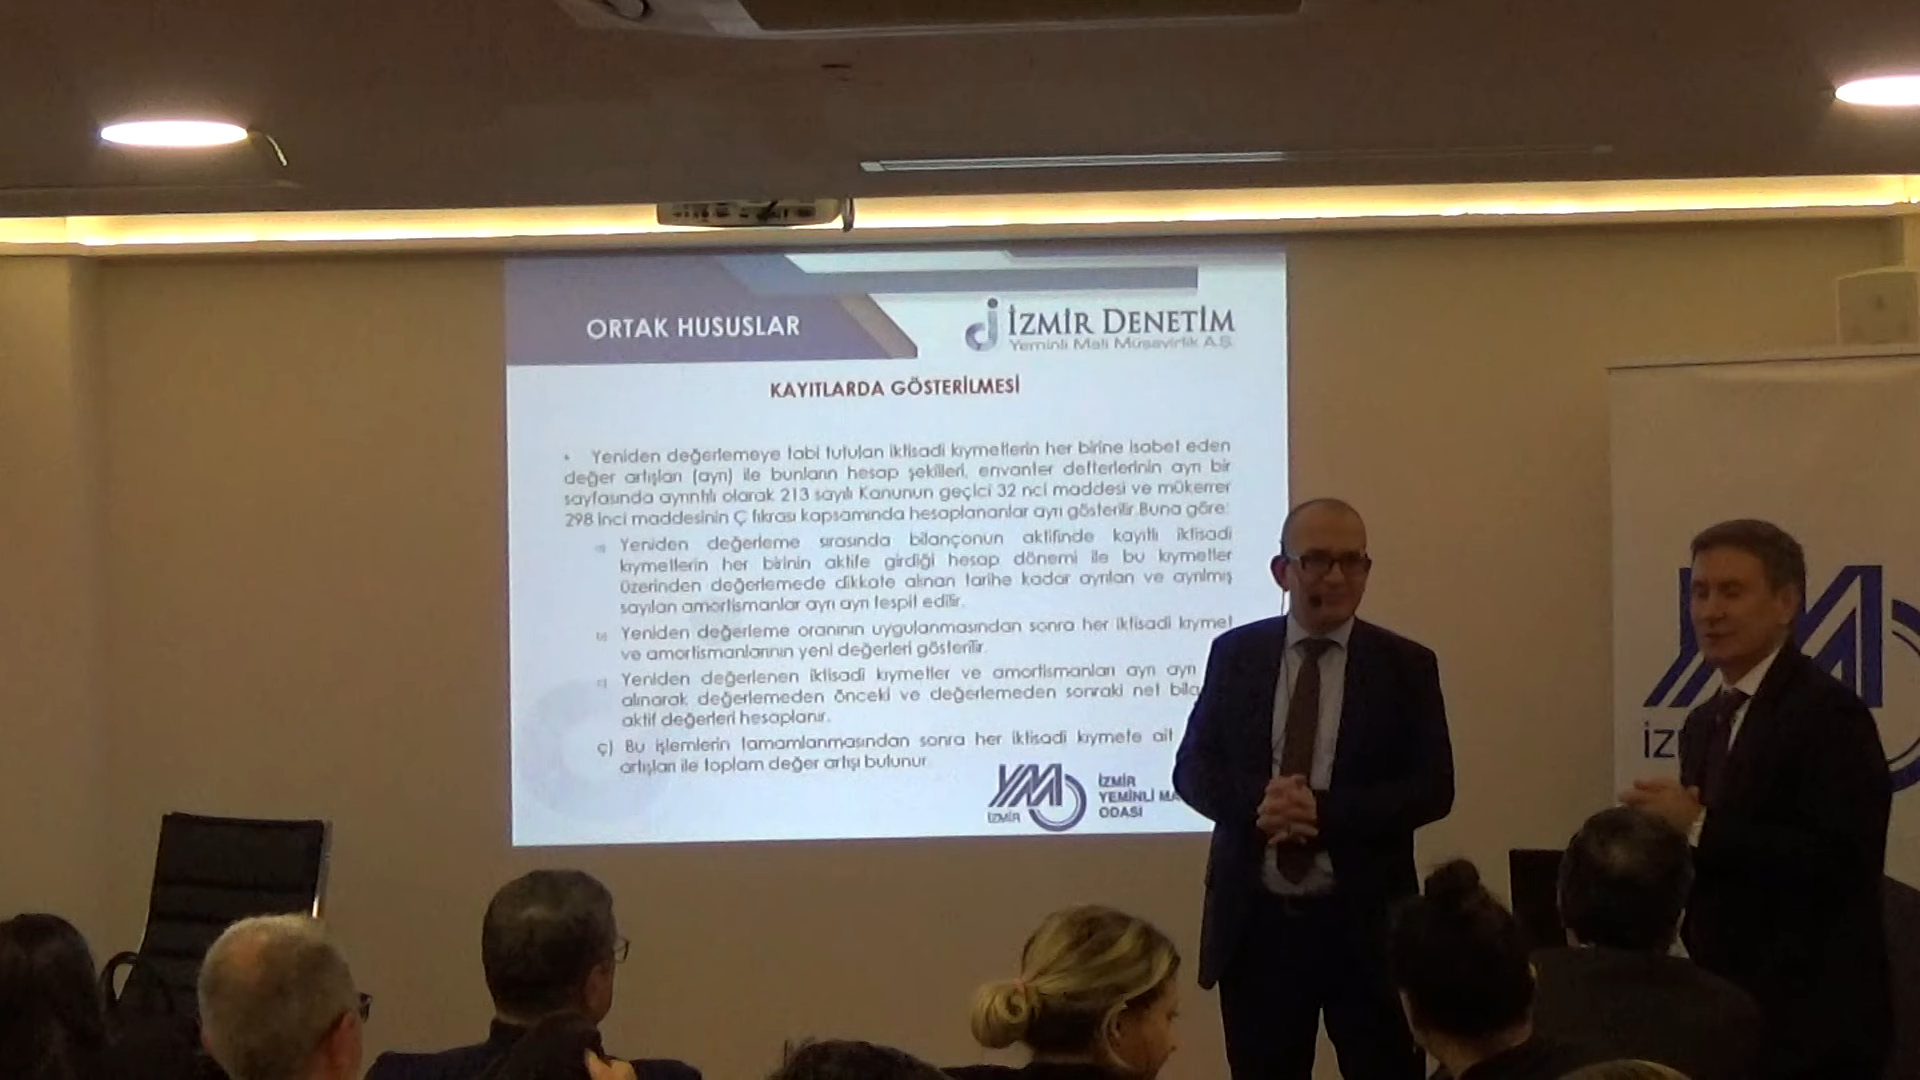 ORTAK HUSUSLAR
İZMİR DENETİM
Yeminli Mali Müşavirlik A.Ş.
KAYITLARDA GÖSTERİLMESİ
• Yeniden değerlemeye tabi tutulan iktisadi kıymetlerin her birine isabet eden
değer artışları (ayrı) ile bunların hesap şekilleri, envanter defterlerinin ayrı bir
sayfasında ayrıntılı olarak 213 sayılı Kanunun geçici 32 nci maddesi ve mükerrer
298 inci maddesinin Ç fıkrası kapsamında hesaplananlar ayrı gösterilir.Buna göre:
a) Yeniden değerleme sırasında bilançonun aktifinde kayıtlı iktisadi
kıymetlerin her birinin aktife girdiği hesap dönemi ile bu kıymetler
üzerinden değerlemede dikkate alınan tarihe kadar ayrılan ve ayrılmış
sayılan amortismanlar ayrı ayrı tespit edilir.
b) Yeniden değerleme oranının uygulanmasından sonra her iktisadi kıymet
ve amortismanlarının yeni değerleri gösterilir.
c) Yeniden değerlenen iktisadi kıymetler ve amortismanları ayrı ayrı
alınarak değerlemeden önceki ve değerlemeden sonraki net bila
aktif değerleri hesaplanır.
ç) Bu işlemlerin tamamlanmasından sonra her iktisadi kıymete ait
artışları ile toplam değer artışı bulunur
YMMO
İZMİR
İZMİR
YEMİNLİ MA
ODASI
İZ